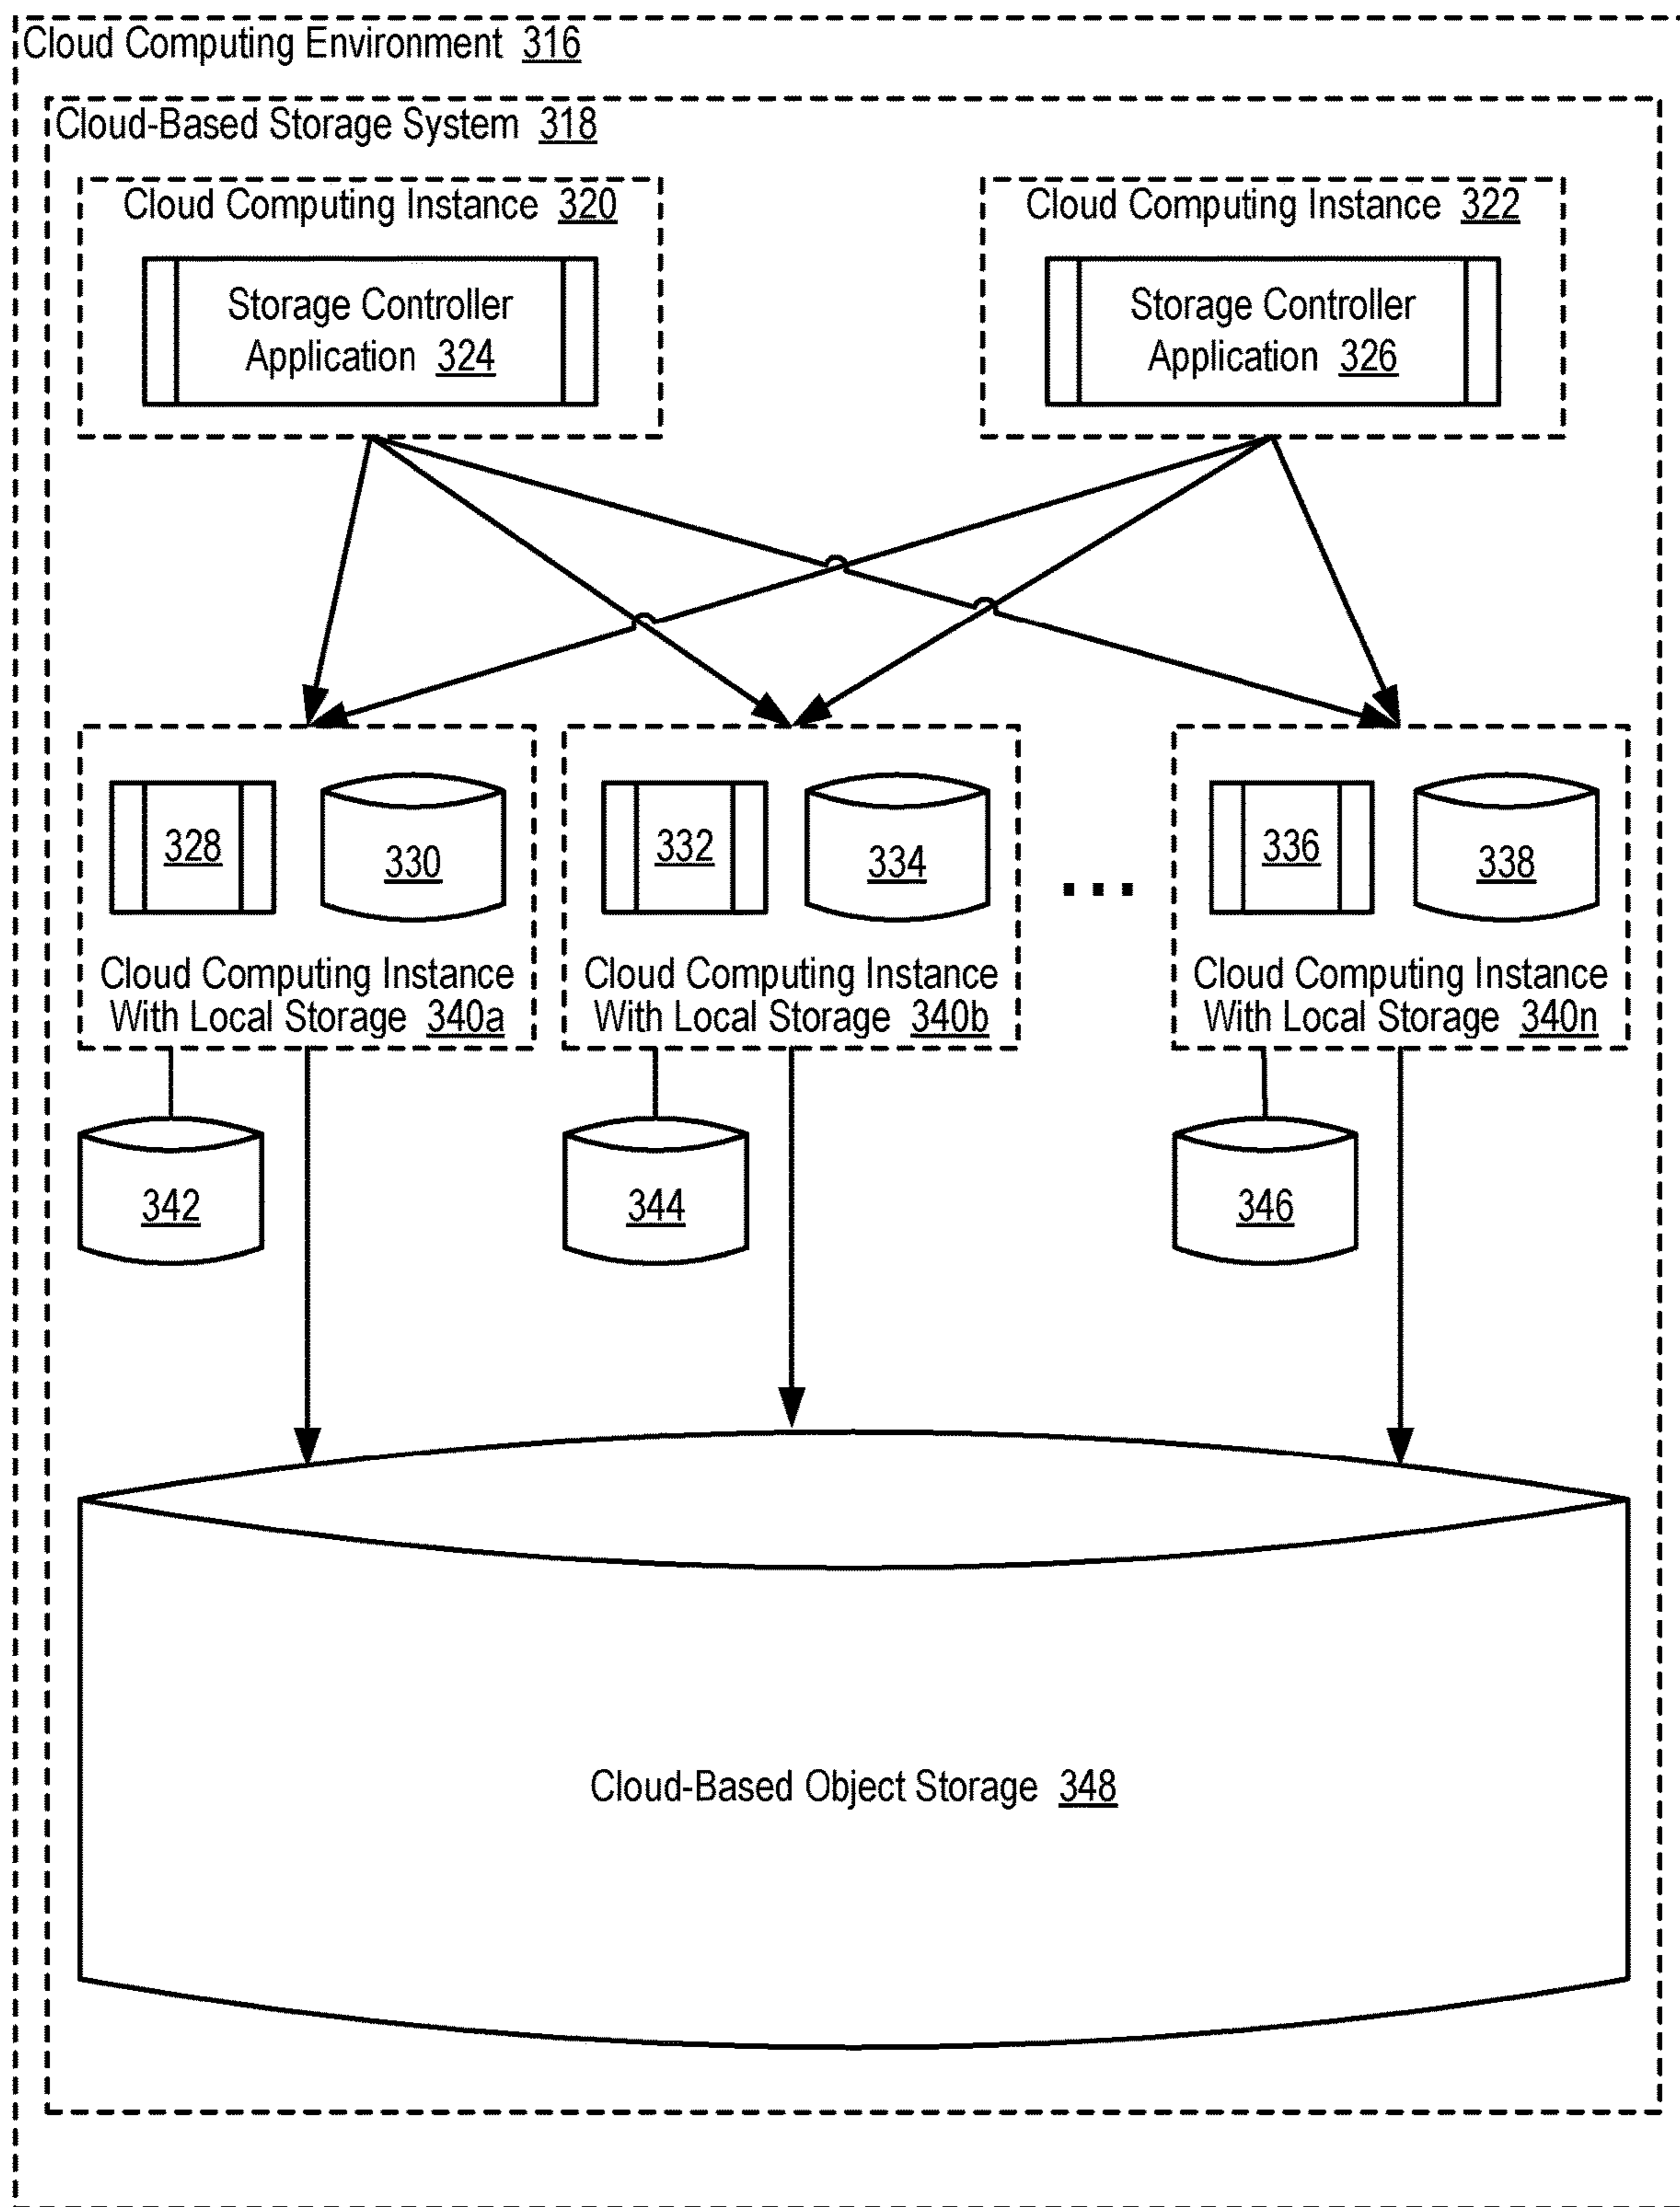 Cloud Computing Environment 316
Cloud-Based Storage System 318
Cloud Computing Instance 320
Storage Controller
Application 324
Cloud Computing Instance 322
Storage Controller
Application 326
328
330
Cloud Computing Instance
With Local Storage 340a
332
334
Cloud Computing Instance
With Local Storage 340b
...
336
338
Cloud Computing Instance
With Local Storage 340n
342
344
346
Cloud-Based Object Storage 348